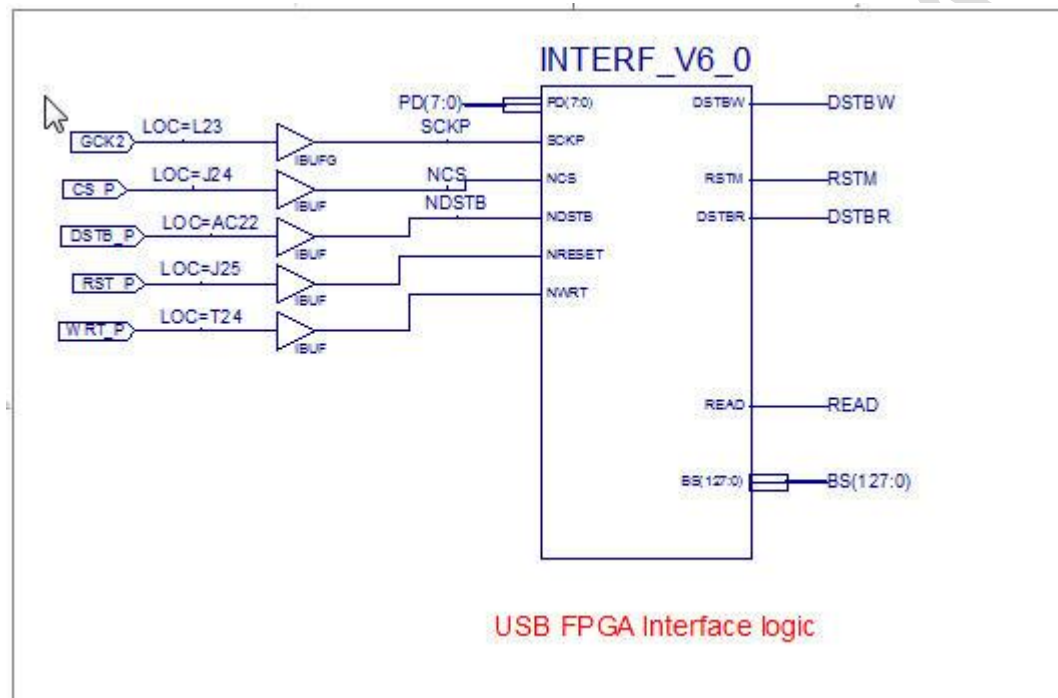 INTERF_V6_0
PD(7:0)
PD(7:0)
DSTBW
DSTBW
GCK2
LOC=L23
IBUFG
SCKP
SCKP
CS_P
LOC=J24
IBUF
NCS
NCS
RSTM
RSTM
DSTB_P
LOC=AC22
IBUF
NDSTB
NDSTB
DSTBR
DSTBR
RST_P
LOC=J25
IBUF
NRESET
WRT_P
LOC=T24
IBUF
NWRT
READ
READ
BS(127:0)
BS(127:0)
USB FPGA Interface logic